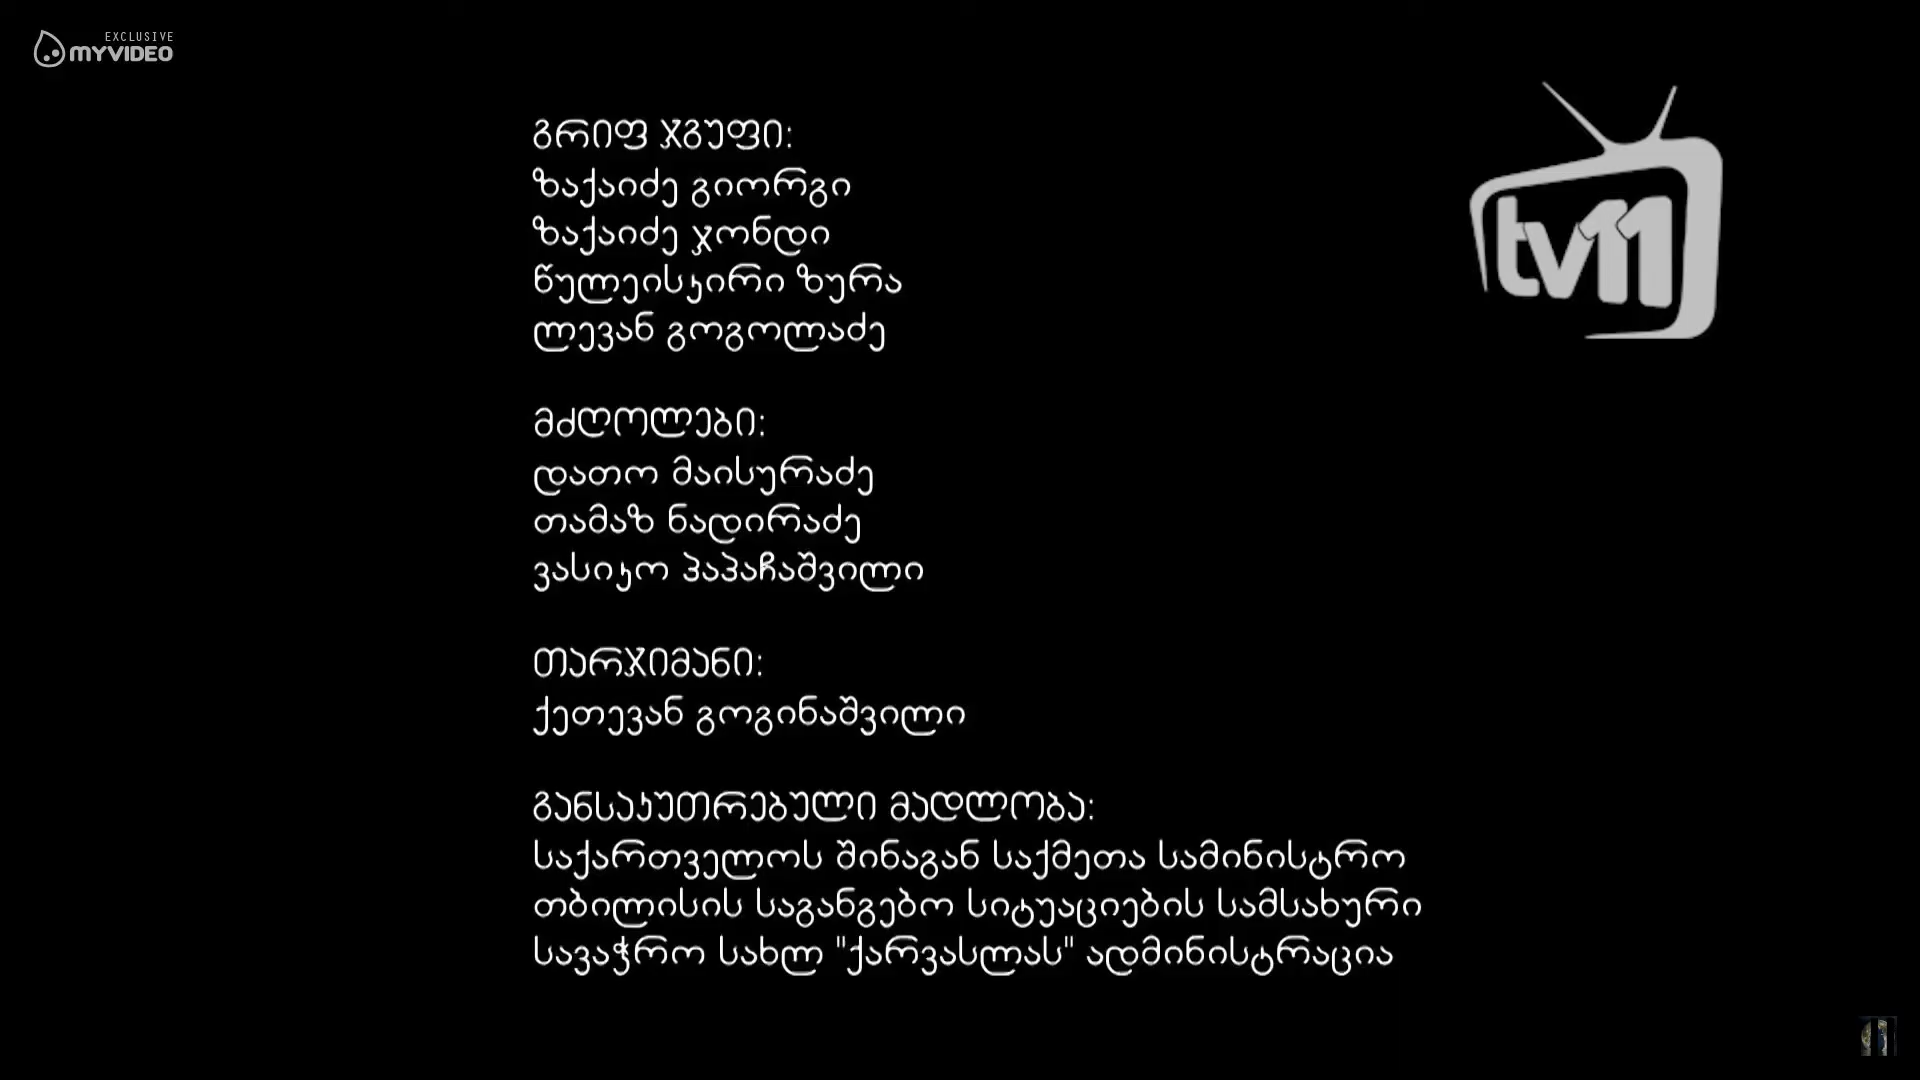 EXCLUSIVE
MYVIDEO
tv11
გრიფ ჯგუფი:
ზაქაიძე გიორგი
ზაქაიძე ჯონდი
წულეისკირი ზურა
ლევან გოგოლაძე
მძღოლები:
დათო მაისურაძე
თამაზ ნადირაძე
ვასიკო პაპაჩაშვილი
თარჯიმანი:
ქეთევან გოგინაშვილი
განსაკუთრებული მადლობა:
საქართველოს შინაგან საქმეთა სამინისტრო
თბილისის საგანგებო სიტუაციების სამსახური
სავაჭრო სახლ "ქარვასლას" ადმინისტრაცია